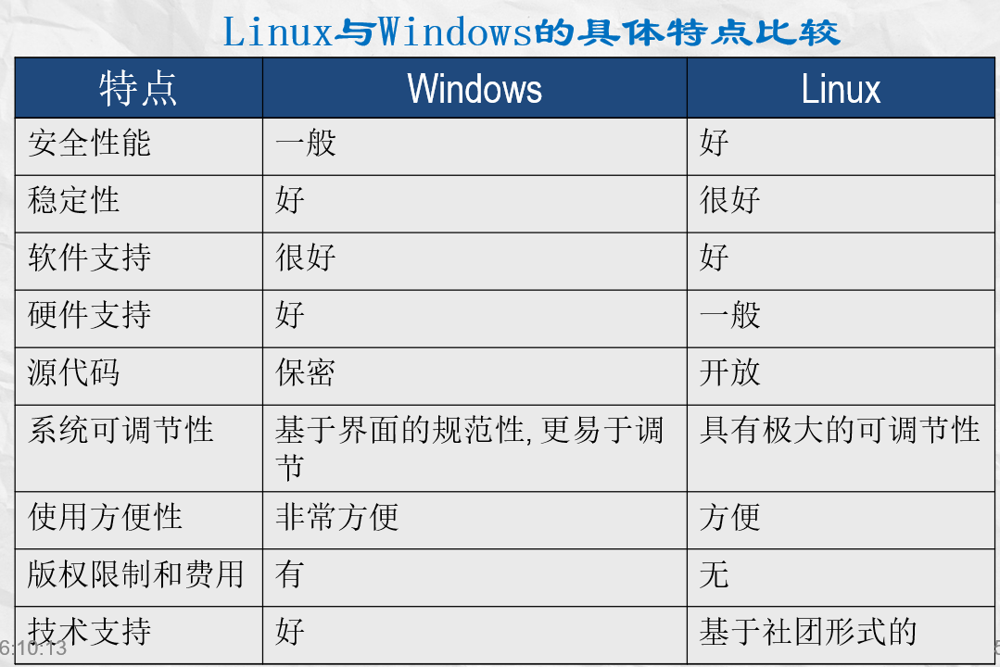 Linux与Windows的具体特点比较
特点 Windows Linux
安全性能 一般 好
稳定性 好 很好
软件支持 很好 好
硬件支持 好 一般
源代码 保密 开放
系统可调节性 基于界面的规范性, 更易于调 具有极大的可调节性
节
使用方便性 非常方便 方便
版权限制和费用 有 无
技术支持 好 基于社团形式的
6:10:13